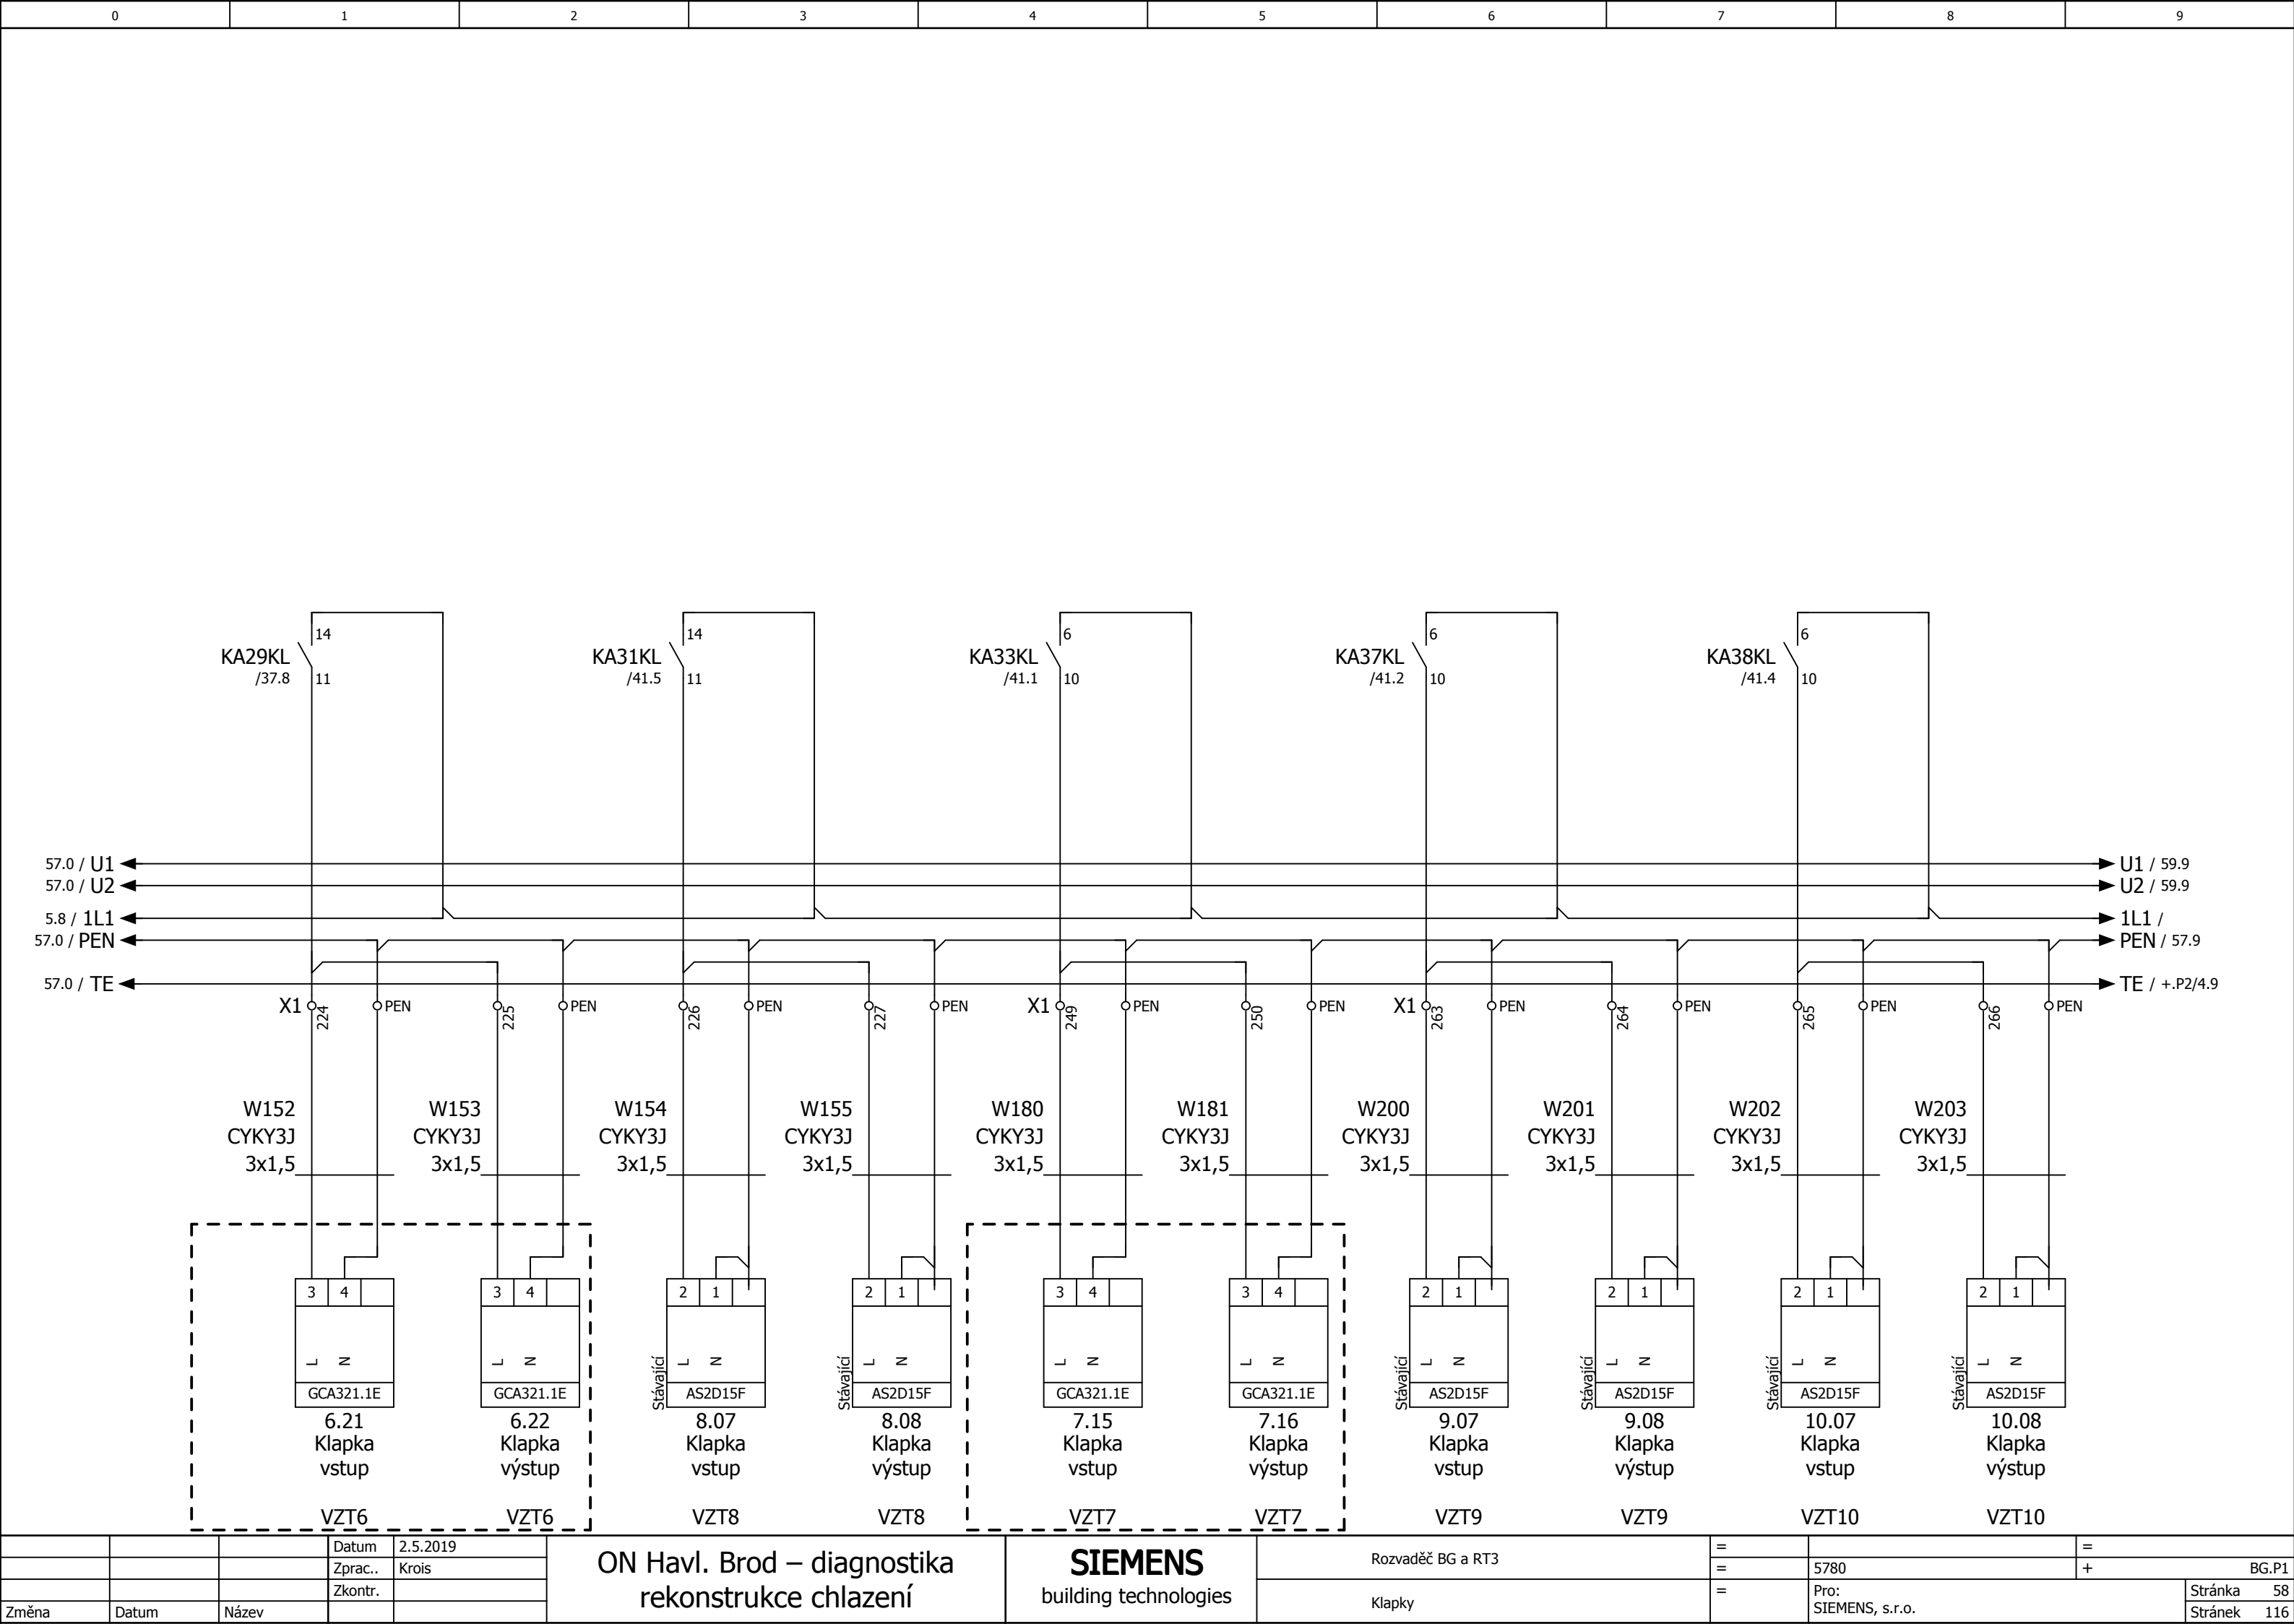 0 1 2 3 4 5 6 7 8 9
14 14 6 6 6
KA29KL KA31KL KA33KL KA37KL KA38KL
/37.8 11 /41.5 11 /41.1 10 /41.2 10 /41.4 10
57.0 / U1 U1 / 59.9
57.0 / U2 U2 / 59.9
5.8 / 1L1 1L1 /
57.0 / PEN PEN / 57.9
57.0 / TE TE / +.P2/4.9
X1 224 PEN 225 PEN 226 PEN 227 PEN X1 249 PEN 250 PEN X1 263 PEN 264 PEN 265 PEN 266 PEN
W152 W153 W154 W155 W180 W181 W200 W201 W202 W203
CYKY3J CYKY3J CYKY3J CYKY3J CYKY3J CYKY3J CYKY3J CYKY3J CYKY3J CYKY3J
3x1,5 3x1,5 3x1,5 3x1,5 3x1,5 3x1,5 3x1,5 3x1,5 3x1,5 3x1,5
3 4 3 4 2 1 2 1 3 4 3 4 2 1 2 1 2 1 2 1
L N L N L N L N L N L N L N L N L N L N
Stávající Stávající Stávající Stávající Stávající Stávající
GCA321.1E GCA321.1E AS2D15F AS2D15F GCA321.1E GCA321.1E AS2D15F AS2D15F AS2D15F AS2D15F
6.21 6.22 8.07 8.08 7.15 7.16 9.07 9.08 10.07 10.08
Klapka Klapka Klapka Klapka Klapka Klapka Klapka Klapka Klapka Klapka
vstup výstup vstup výstup vstup výstup vstup výstup vstup výstup
VZT6 VZT6 VZT8 VZT8 VZT7 VZT7 VZT9 VZT9 VZT10 VZT10
Datum 2.5.2019
Zprac.. Krois
Zkontr.
Změna Datum Název
ON Havl. Brod – diagnostika
rekonstrukce chlazení
SIEMENS
building technologies
Rozvaděč BG a RT3
Klapky
= =
= 5780 + BG.P1
= Pro:
SIEMENS, s.r.o.
Stránka 58
Stránek 116